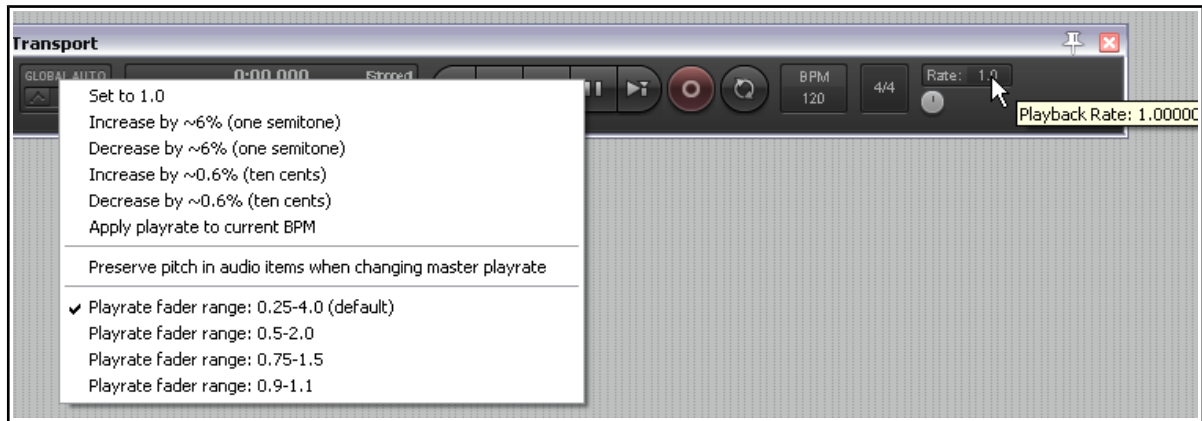 Transport
GLOBAL AUTO
0:00.000
BPM
120
4/4
Rate: 1.0
Playback Rate: 1.0000
Set to 1.0
Increase by ~6% (one semitone)
Decrease by ~6% (one semitone)
Increase by ~0.6% (ten cents)
Decrease by ~0.6% (ten cents)
Apply playrate to current BPM
Preserve pitch in audio items when changing master playrate
Playrate fader range: 0.25-4.0 (default)
Playrate fader range: 0.5-2.0
Playrate fader range: 0.75-1.5
Playrate fader range: 0.9-1.1